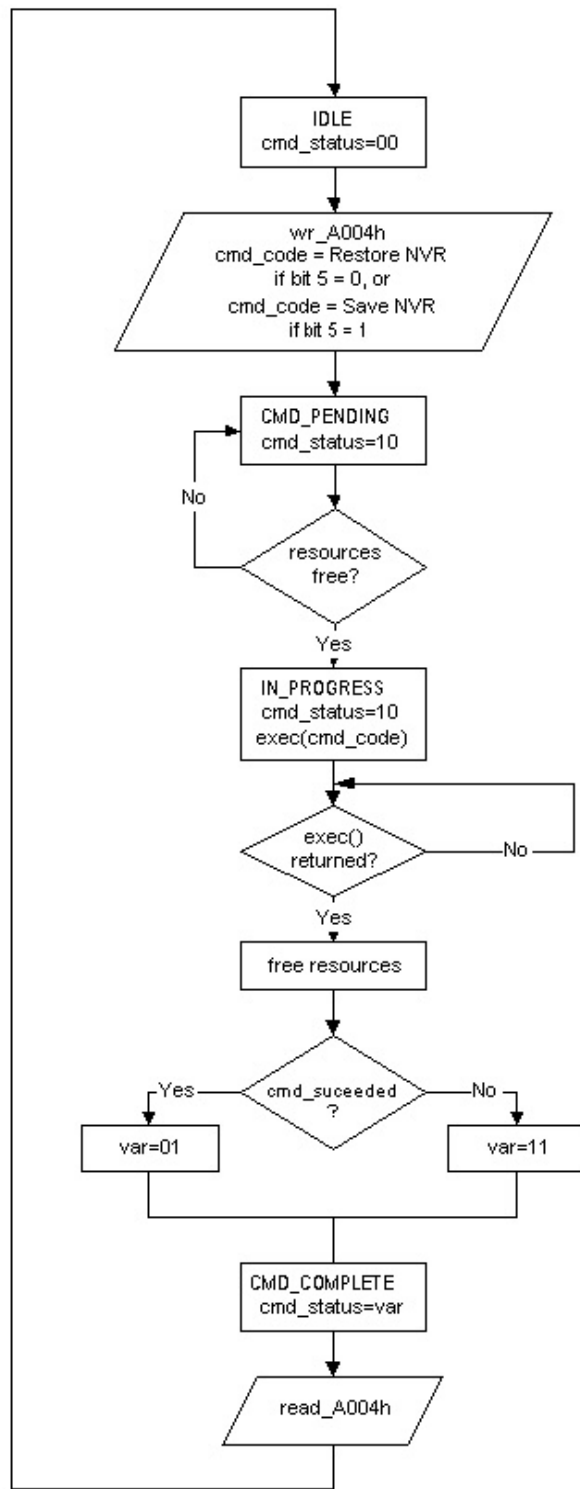 IDLE
cmd_status=00
wr_A004h
cmd_code = Restore NVR
if bit 5 = 0, or
cmd_code = Save NVR
if bit 5 = 1
CMD_PENDING
cmd_status=10
No
resources
free?
Yes
IN_PROGRESS
cmd_status=10
exec(cmd_code)
exec()
returned?
No
Yes
free resources
Yes
cmd_suceeded
?
No
var=01
var=11
CMD_COMPLETE
cmd_status=var
read_A004h